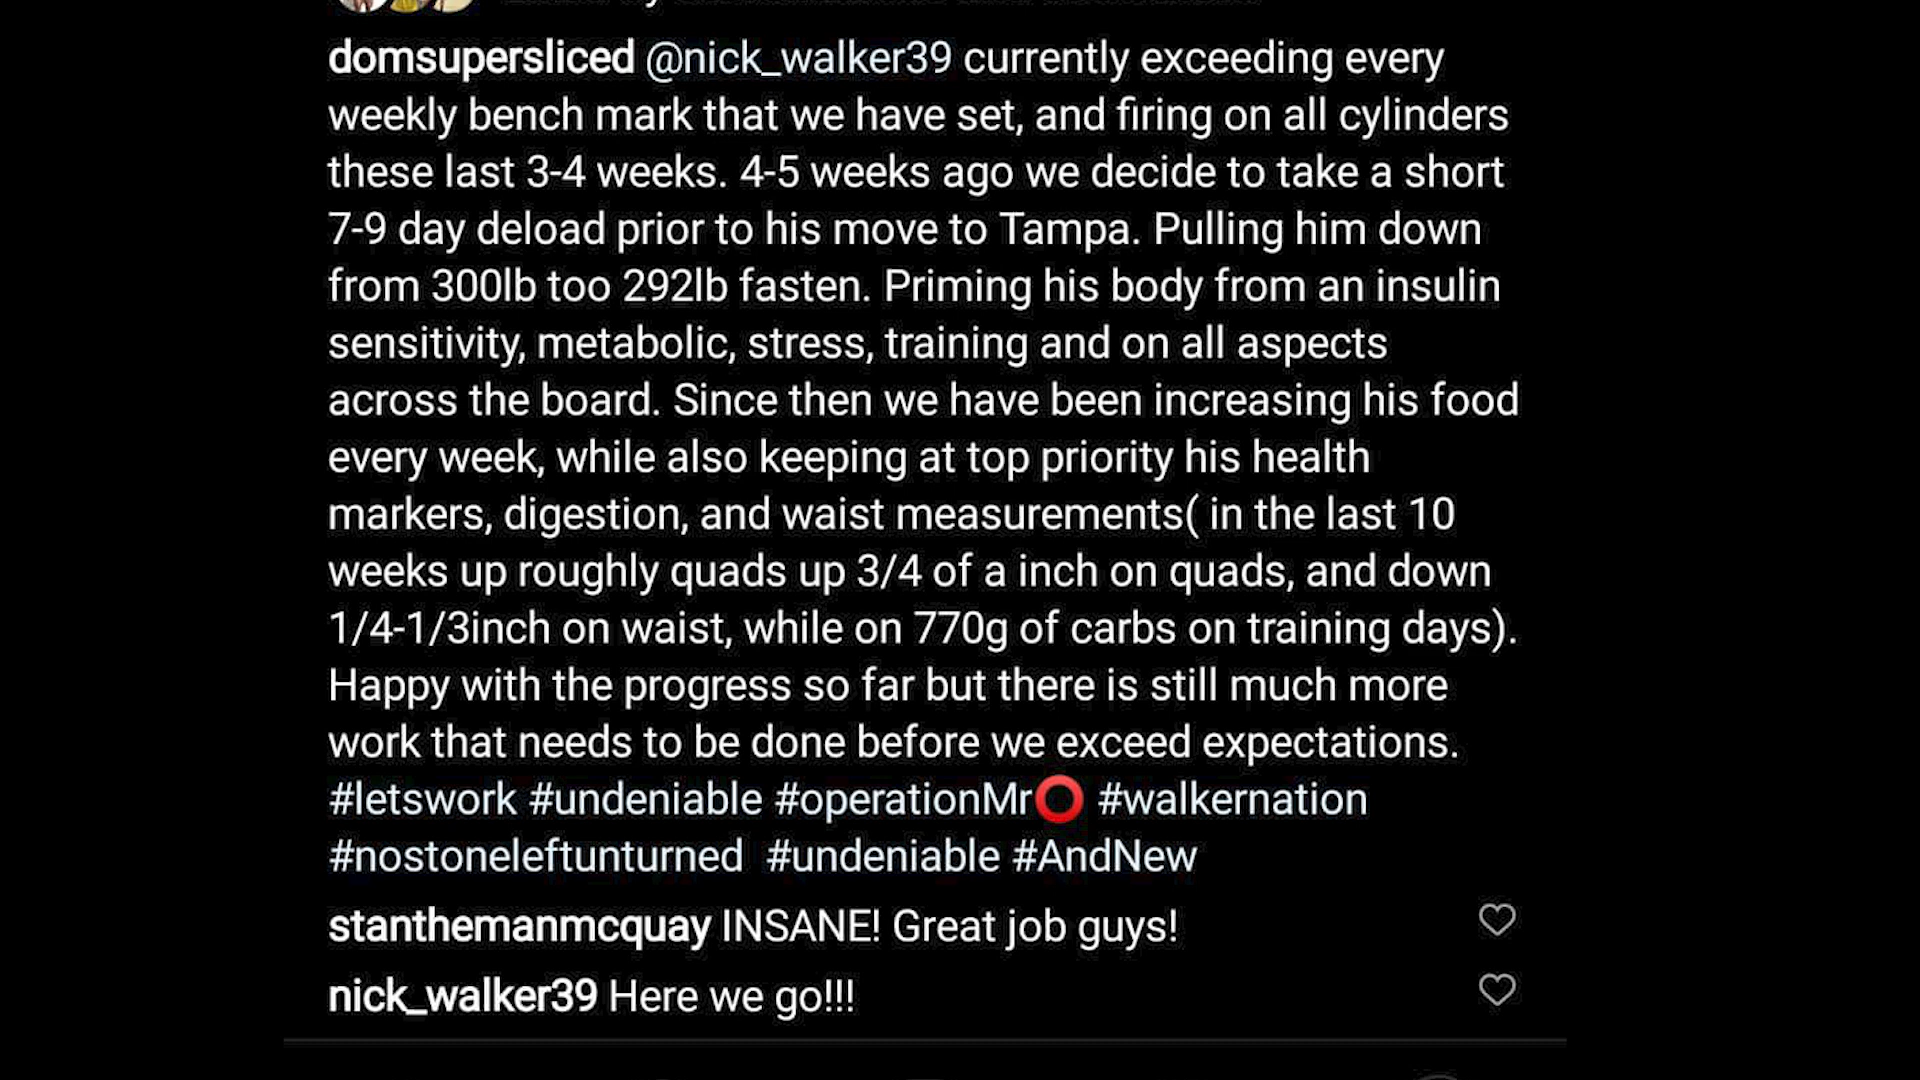 domsupersliced @nick_walker39 currently exceeding every
weekly bench mark that we have set, and firing on all cylinders
these last 3-4 weeks. 4-5 weeks ago we decide to take a short
7-9 day deload prior to his move to Tampa. Pulling him down
from 300lb too 292lb fasten. Priming his body from an insulin
sensitivity, metabolic, stress, training and on all aspects
across the board. Since then we have been increasing his food
every week, while also keeping at top priority his health
markers, digestion, and waist measurements( in the last 10
weeks up roughly quads up 3/4 of a inch on quads, and down
1/4-1/3inch on waist, while on 770g of carbs on training days).
Happy with the progress so far but there is still much more
work that needs to be done before we exceed expectations.
#letswork #undeniable #operationMr⭕ #walkernation
#nostoneleftunturned #undeniable #AndNew
stanthemanmcquay INSANE! Great job guys!
nick_walker39 Here we go!!!